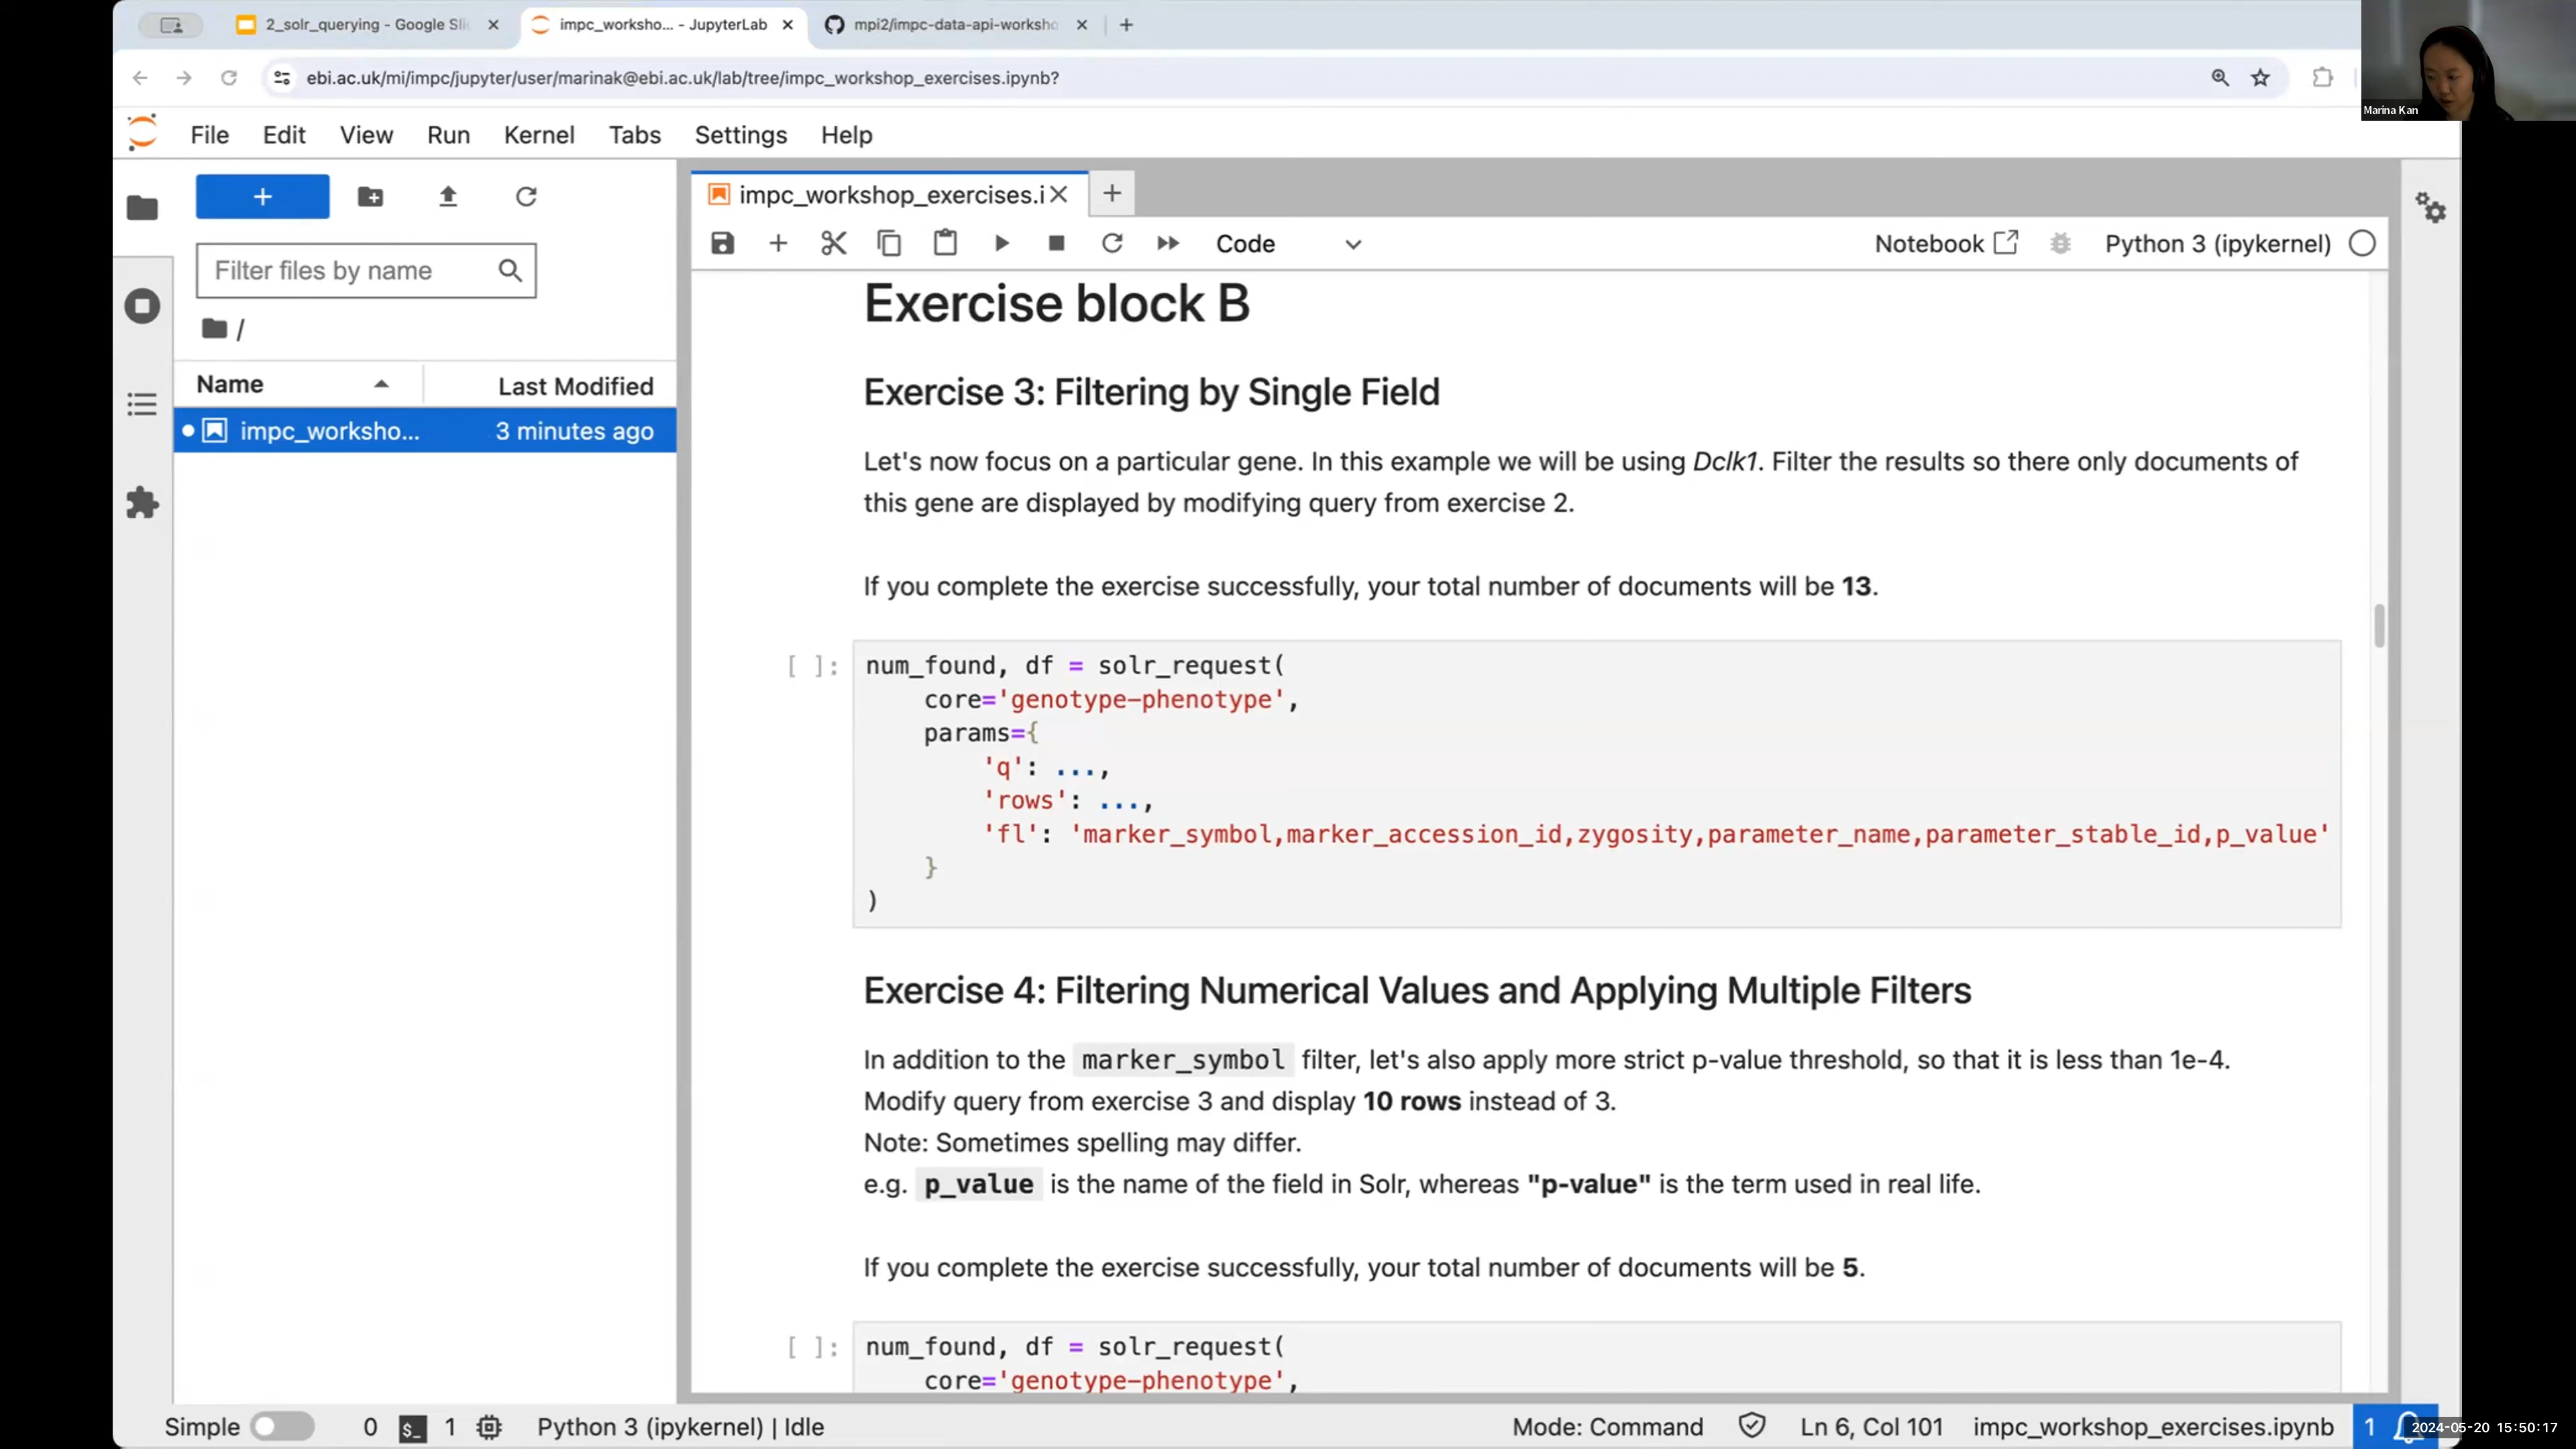 2_solr_querying - Google Sli
impc_worksho... - JupyterLab
mpi2/impc-data-api-worksho
ebi.ac.uk/mi/impc/jupyter/user/marinak@ebi.ac.uk/lab/tree/impc_workshop_exercises.ipynb?
Marina Kan
File Edit View Run Kernel Tabs Settings Help
impc_workshop_exercises.i
Filter files by name
Code
Notebook
Python 3 (ipykernel)
/
Name Last Modified
impc_worksho... 3 minutes ago
Exercise block B
Exercise 3: Filtering by Single Field
Let's now focus on a particular gene. In this example we will be using Dclk1. Filter the results so there only documents of
this gene are displayed by modifying query from exercise 2.
If you complete the exercise successfully, your total number of documents will be 13.
[ ]: num_found, df = solr_request(
core='genotype-phenotype',
params={
'q': ...,
'rows': ...,
'fl': 'marker_symbol,marker_accession_id,zygosity,parameter_name,parameter_stable_id,p_value'
}
)
Exercise 4: Filtering Numerical Values and Applying Multiple Filters
In addition to the marker_symbol filter, let's also apply more strict p-value threshold, so that it is less than 1e-4.
Modify query from exercise 3 and display 10 rows instead of 3.
Note: Sometimes spelling may differ.
e.g. p_value is the name of the field in Solr, whereas "p-value" is the term used in real life.
If you complete the exercise successfully, your total number of documents will be 5.
[ ]: num_found, df = solr_request(
core='genotype-phenotype',
Simple 0 $_ 1 Python 3 (ipykernel) | Idle Mode: Command Ln 6, Col 101 impc_workshop_exercises.ipynb 1
2024-05-20 15:50:17